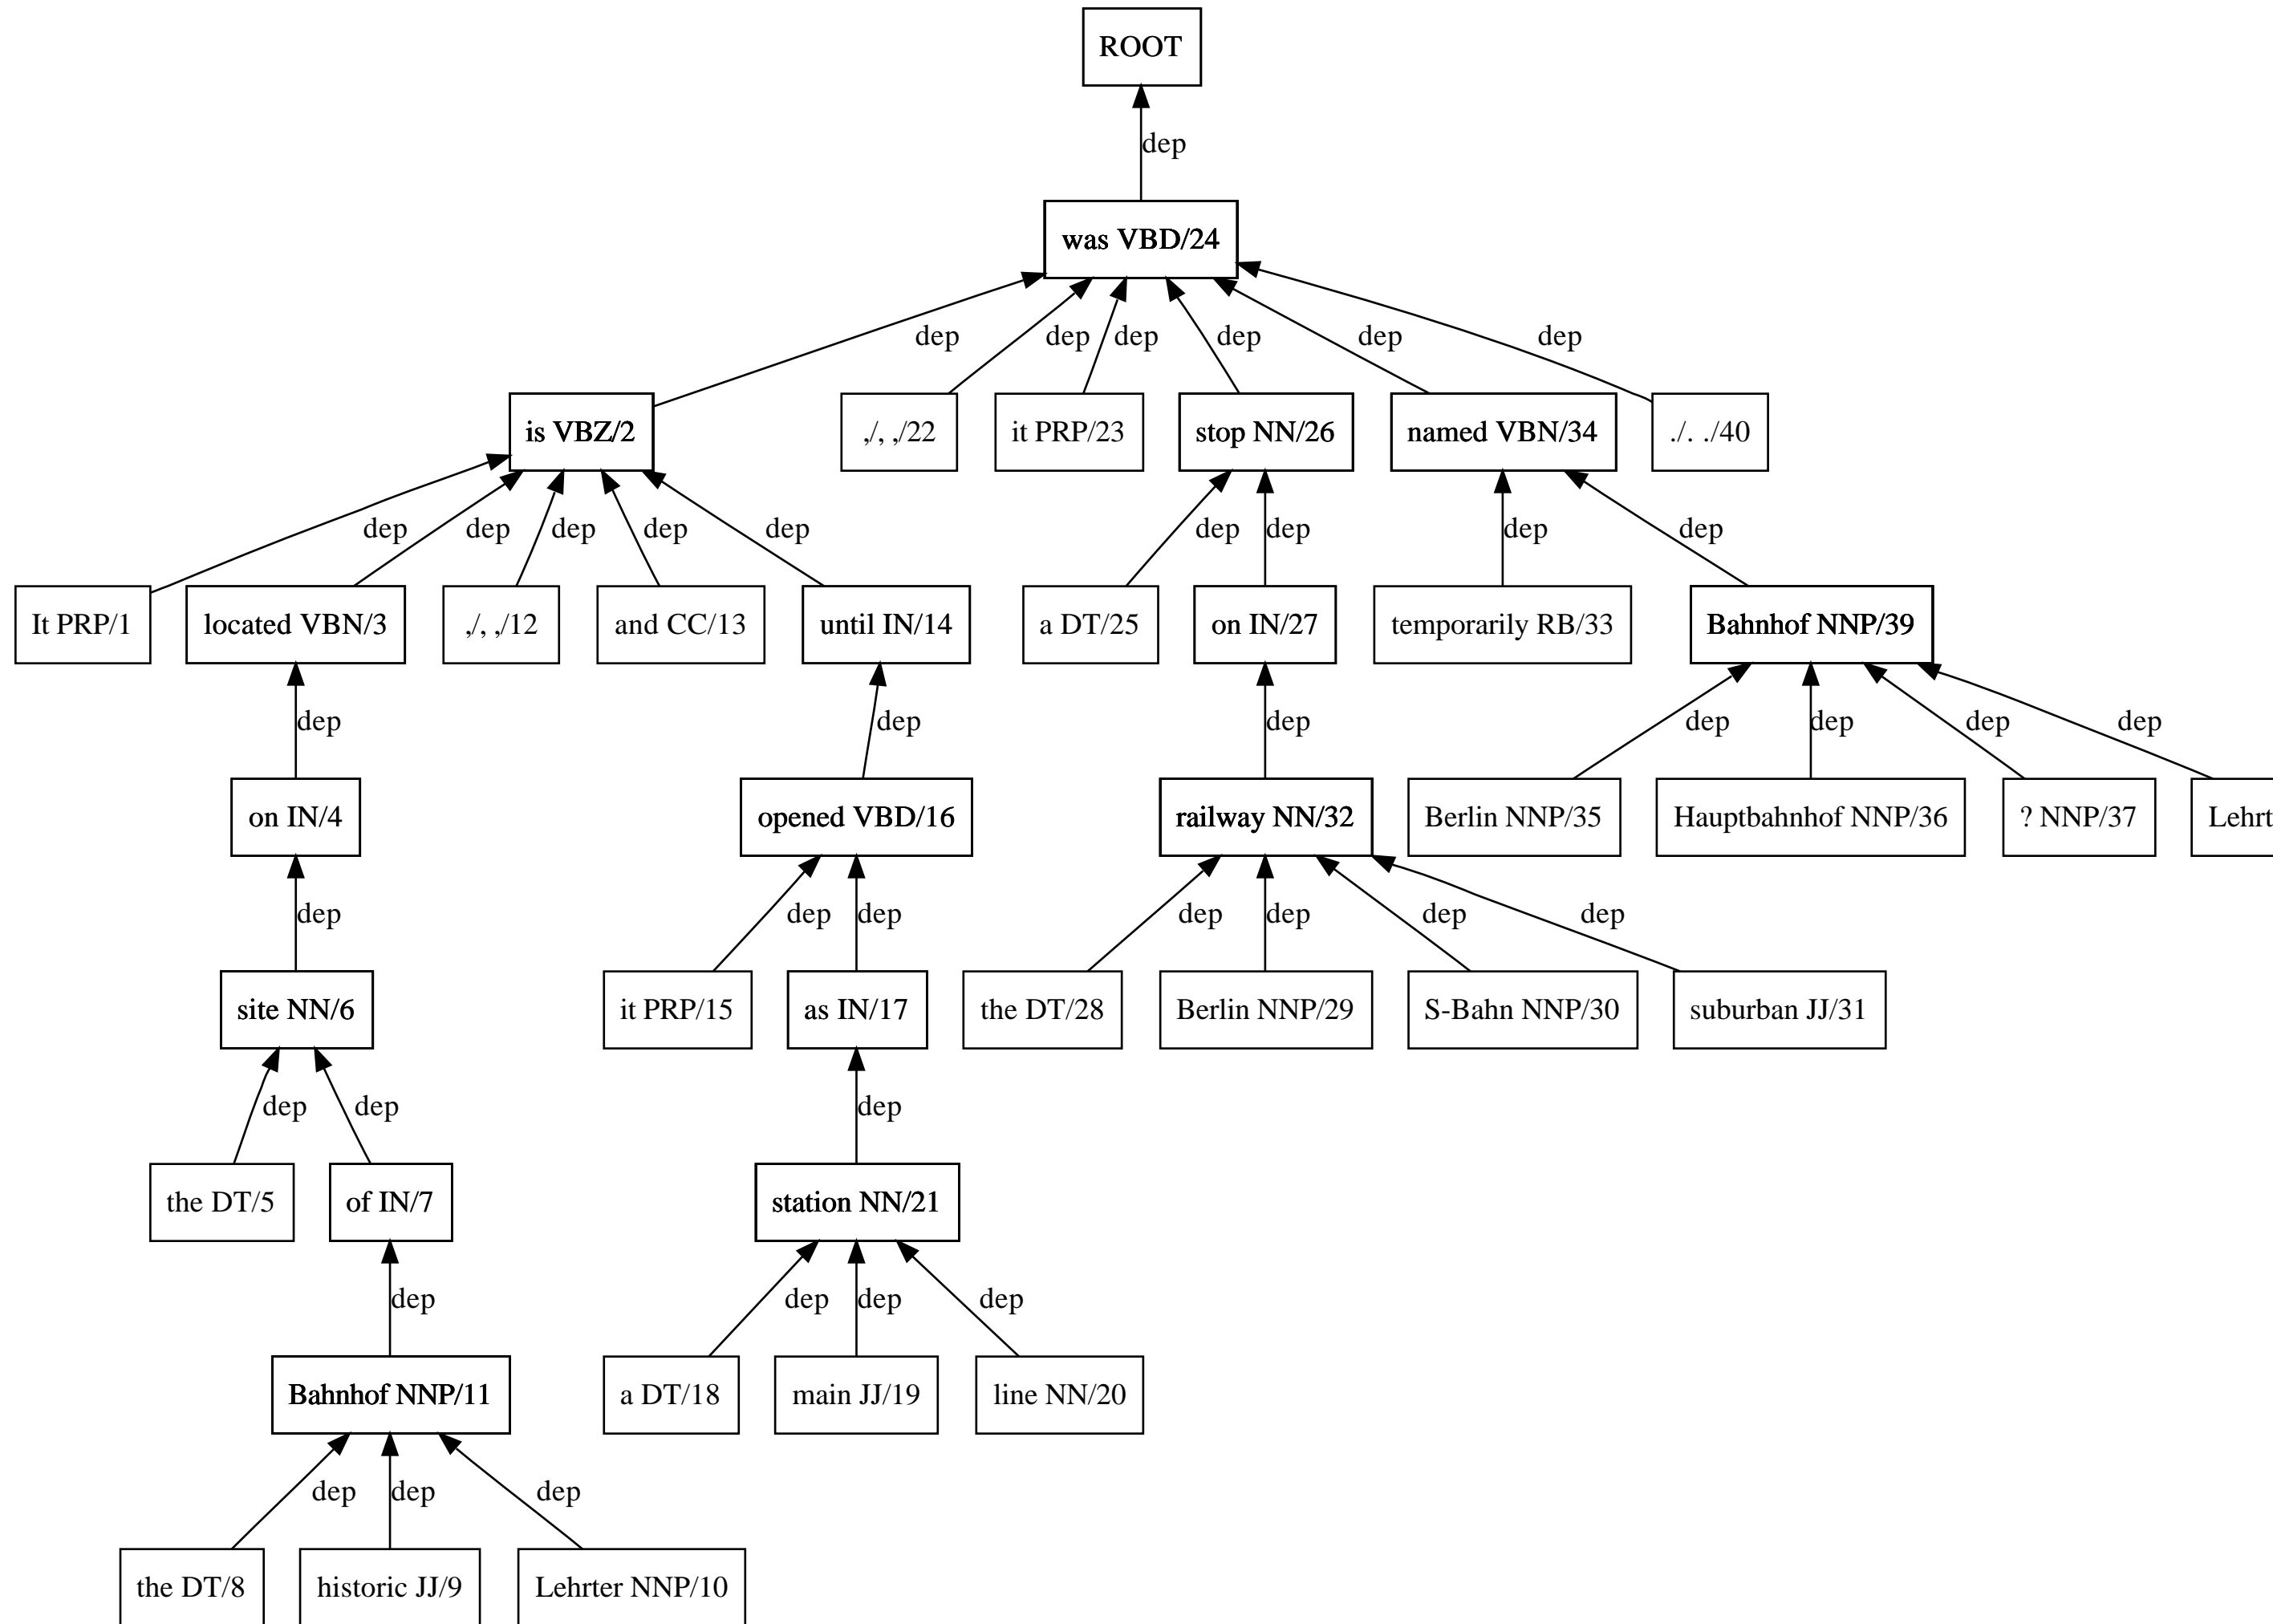 ROOT
dep
was VBD/24
dep dep dep dep dep dep
is VBZ/2 ,/, ,/22 it PRP/23 stop NN/26 named VBN/34 ./. ./40
dep dep dep dep dep dep dep dep dep
It PRP/1 located VBN/3 ,/, ,/12 and CC/13 until IN/14 a DT/25 on IN/27 temporarily RB/33 Bahnhof NNP/39
dep dep dep dep dep dep dep
on IN/4 opened VBD/16 railway NN/32 Berlin NNP/35 Hauptbahnhof NNP/36 ? NNP/37 Lehrt
dep dep dep dep dep dep dep
site NN/6 it PRP/15 as IN/17 the DT/28 Berlin NNP/29 S-Bahn NNP/30 suburban JJ/31
dep dep dep
the DT/5 of IN/7 station NN/21
dep dep dep dep
Bahnhof NNP/11 a DT/18 main JJ/19 line NN/20
dep dep dep
the DT/8 historic JJ/9 Lehrter NNP/10